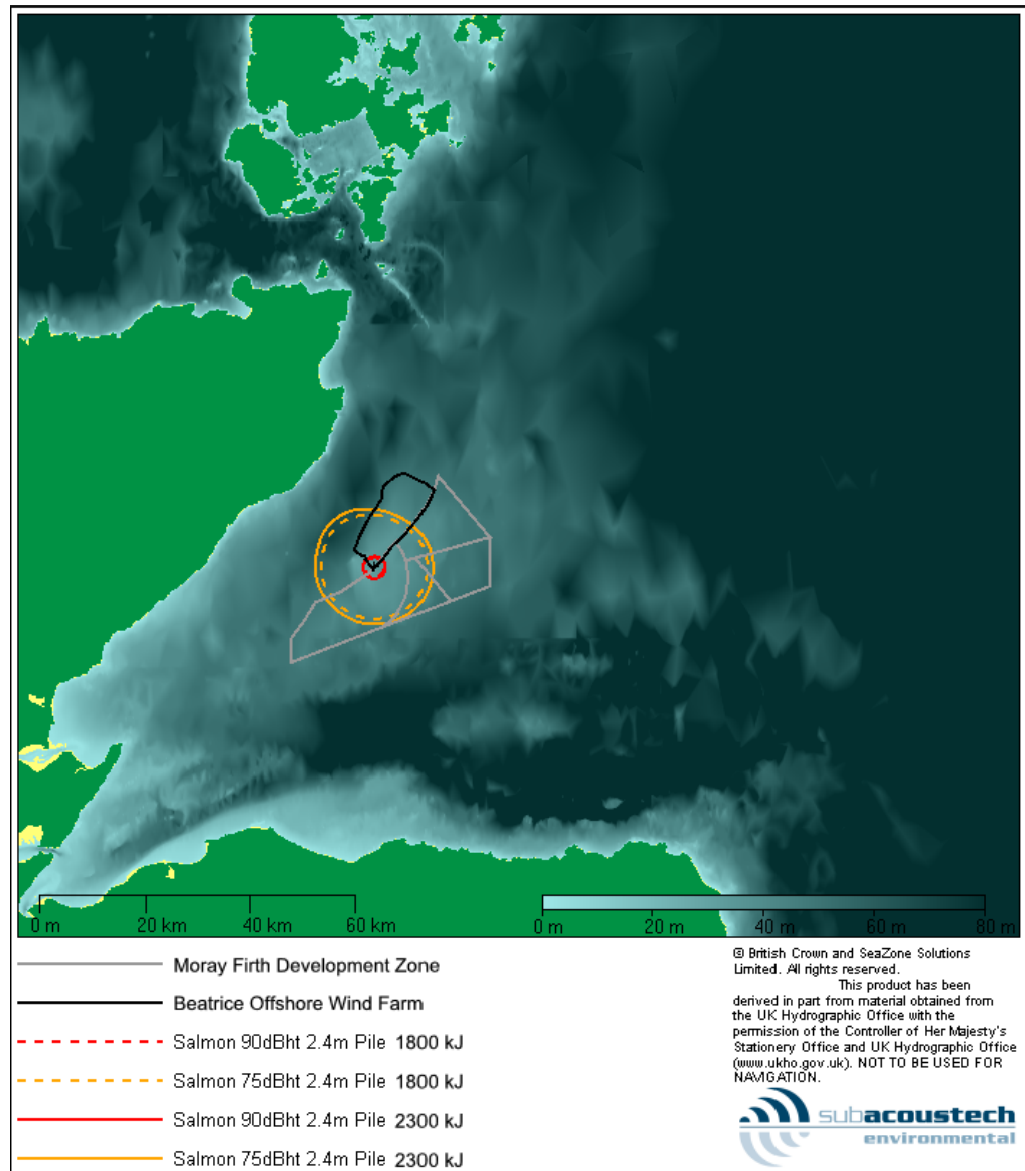 0 m 20 km 40 km 60 km
0 m 20 m 40 m 60 m 80 m
Moray Firth Development Zone
Beatrice Offshore Wind Farm
Salmon 90dBht 2.4m Pile 1800 kJ
Salmon 75dBht 2.4m Pile 1800 kJ
Salmon 90dBht 2.4m Pile 2300 kJ
Salmon 75dBht 2.4m Pile 2300 kJ
© British Crown and SeaZone Solutions
Limited. All rights reserved.
This product has been
derived in part from material obtained from
the UK Hydrographic Office with the
permission of the Controller of Her Majesty's
Stationery Office and UK Hydrographic Office
(www.ukho.gov.uk). NOT TO BE USED FOR
NAVIGATION.
subacoustech
environmental